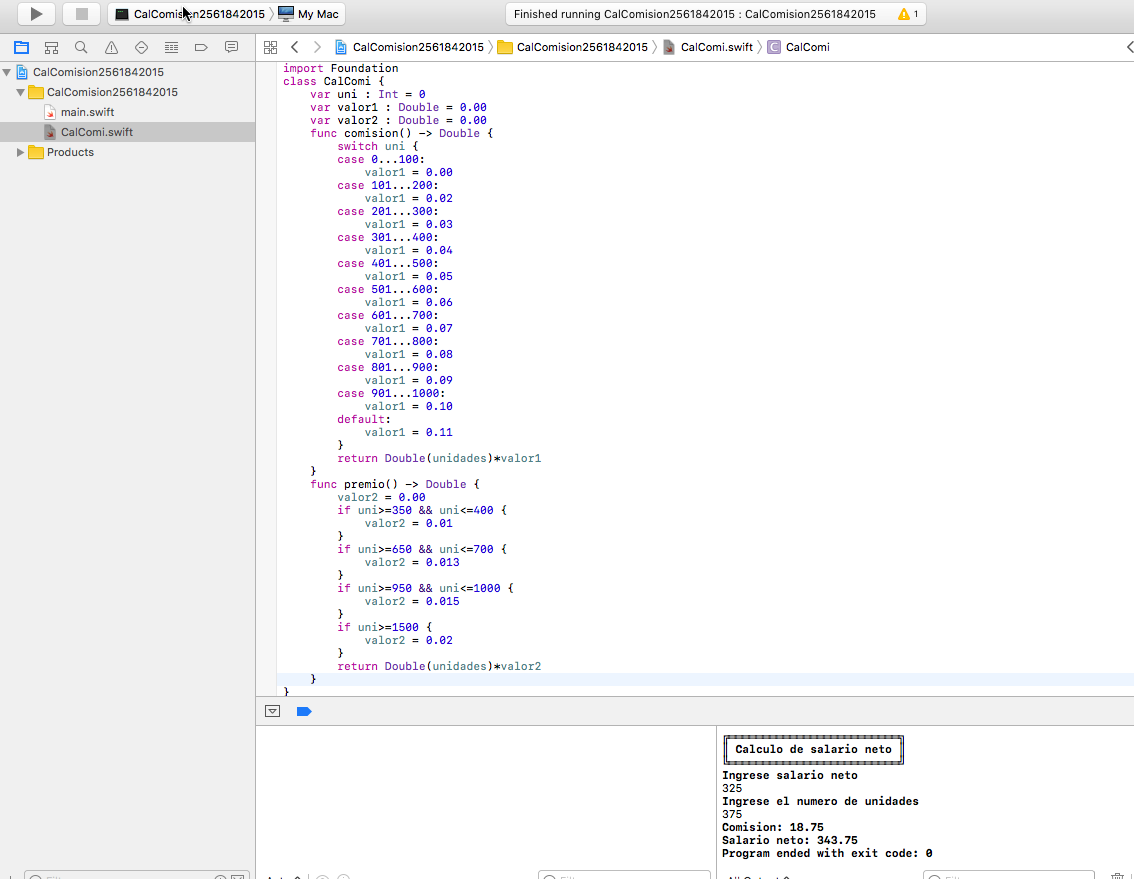 CalComision2561842015 My Mac
Finished running CalComision2561842015 : CalComision2561842015 1
CalComision2561842015 CalComision2561842015 CalComi.swift C CalComi
CalComision2561842015
CalComision2561842015
main.swift
CalComi.swift
Products
import Foundation
class CalComi {
var uni : Int = 0
var valor1 : Double = 0.00
var valor2 : Double = 0.00
func comision() -> Double {
switch uni {
case 0...100:
valor1 = 0.00
case 101...200:
valor1 = 0.02
case 201...300:
valor1 = 0.03
case 301...400:
valor1 = 0.04
case 401...500:
valor1 = 0.05
case 501...600:
valor1 = 0.06
case 601...700:
valor1 = 0.07
case 701...800:
valor1 = 0.08
case 801...900:
valor1 = 0.09
case 901...1000:
valor1 = 0.10
default:
valor1 = 0.11
}
return Double(unidades)*valor1
}
func premio() -> Double {
valor2 = 0.00
if uni>=350 && uni<=400 {
valor2 = 0.01
}
if uni>=650 && uni<=700 {
valor2 = 0.013
}
if uni>=950 && uni<=1000 {
valor2 = 0.015
}
if uni>=1500 {
valor2 = 0.02
}
return Double(unidades)*valor2
}
}
Calculo de salario neto
Ingrese salario neto
325
Ingrese el numero de unidades
375
Comision: 18.75
Salario neto: 343.75
Program ended with exit code: 0